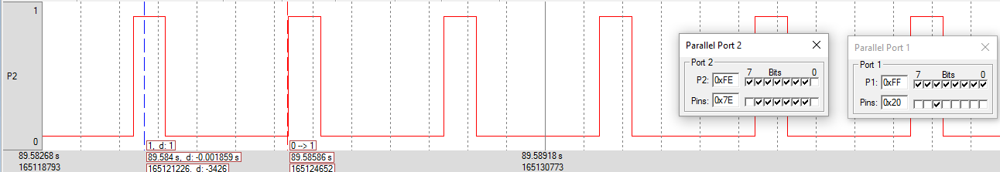 1
P2
0
1, d: 1
0 --> 1
89.58268 s
89.584 s, d: -0.001859 s
89.58586 s
89.58918 s
165118793
165121226, d: -3426
165124652
165130773
Parallel Port 2
Port 2
7 Bits 0
P2: 0xFE
Pins: 0x7E
Parallel Port 1
Port 1
7 Bits 0
P1: 0xFF
Pins: 0x20